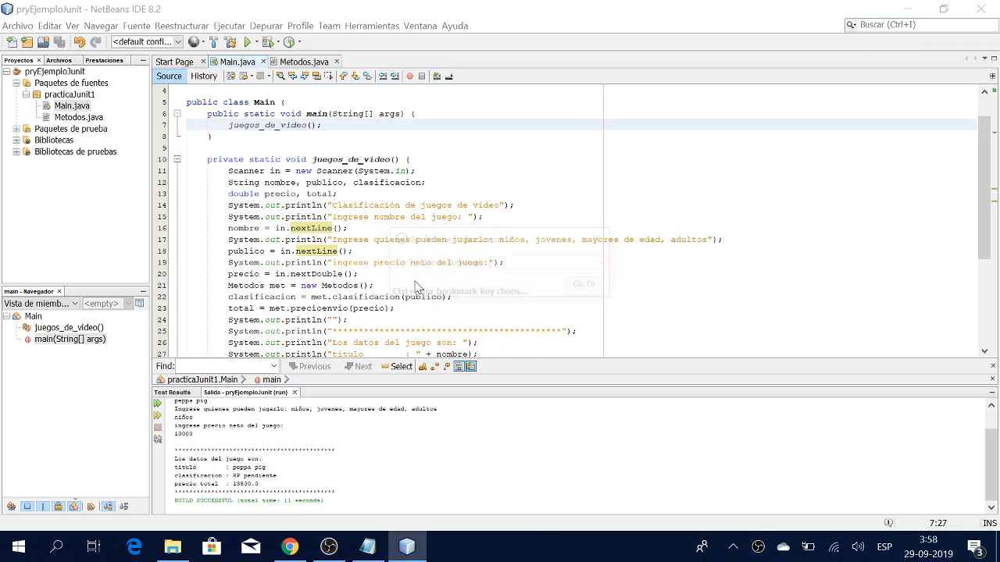 pryEjemploJunit - NetBeans IDE 8.2
Archivo Editar Ver Navegar Fuente Reestructurar Ejecutar Depurar Profile Team Herramientas Ventana Ayuda
Buscar (Ctrl+I)
<default confi...
Proyectos Archivos Prestaciones
Start Page Main.java Metodos.java
Source History
pryEjemploJunit
Paquetes de fuentes
practicaJunit1
Main.java
Metodos.java
Paquetes de prueba
Bibliotecas
Bibliotecas de pruebas
4
5 public class Main {
6 public static void main(String[] args) {
7 juegos_de_video();
8 }
9
10 private static void juegos_de_video() {
11 Scanner in = new Scanner(System.in);
12 String nombre, publico, clasificacion;
13 double precio, total;
14 System.out.println("Clasificación de juegos de video");
15 System.out.println("Ingrese nombre del juego; ");
16 nombre = in.nextLine();
17 System.out.println("Ingrese quienes pueden jugarlo: niños, jovenes, mayores de edad, adultos");
18 publico = in.nextLine();
19 System.out.println("ingrese precio neto del juego:");
20 precio = in.nextDouble();
21 Metodos met = new Metodos();
22 clasificacion = met.clasificacion(publico);
23 total = met.precioenvio(precio);
24 System.out.println("");
25 System.out.println("******************************************");
26 System.out.println("Los datos del juego son: ");
27 System.out.println("titulo : " + nombre);
Go To
Ctrl+ or bookmark key choos...
main - Navegador
Vista de miemb... <empty>
Main
juegos_de_video()
main(String[] args)
Find: Previous Next Select
practicaJunit1.Main main
Test Results Salida - pryEjemploJunit (run)
peppa pig
Ingrese quienes pueden jugarlo: niños, jovenes, mayores de edad, adultos
niños
ingrese precio neto del juego:
10000
******************************************
Los datos del juego son:
titulo : peppa pig
clasificacion : RP pendiente
precio total : 13500.0
******************************************
BUILD SUCCESSFUL (total time: 11 seconds)
7:27 INS
ESP
3:58
29-09-2019
3